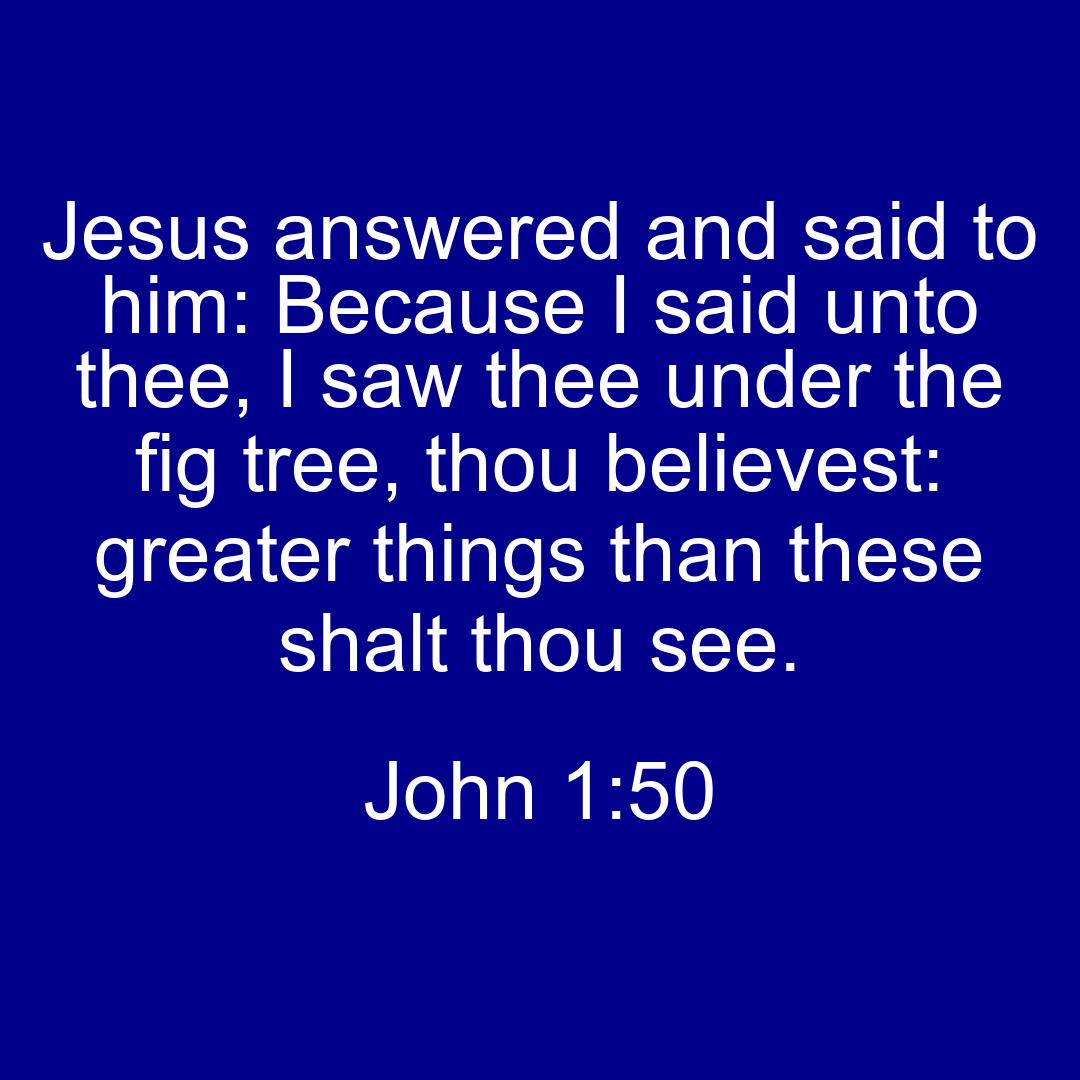 Jesus answered and said to
him: Because I said unto
thee, I saw thee under the
fig tree, thou believest:
greater things than these
shalt thou see.
John 1:50